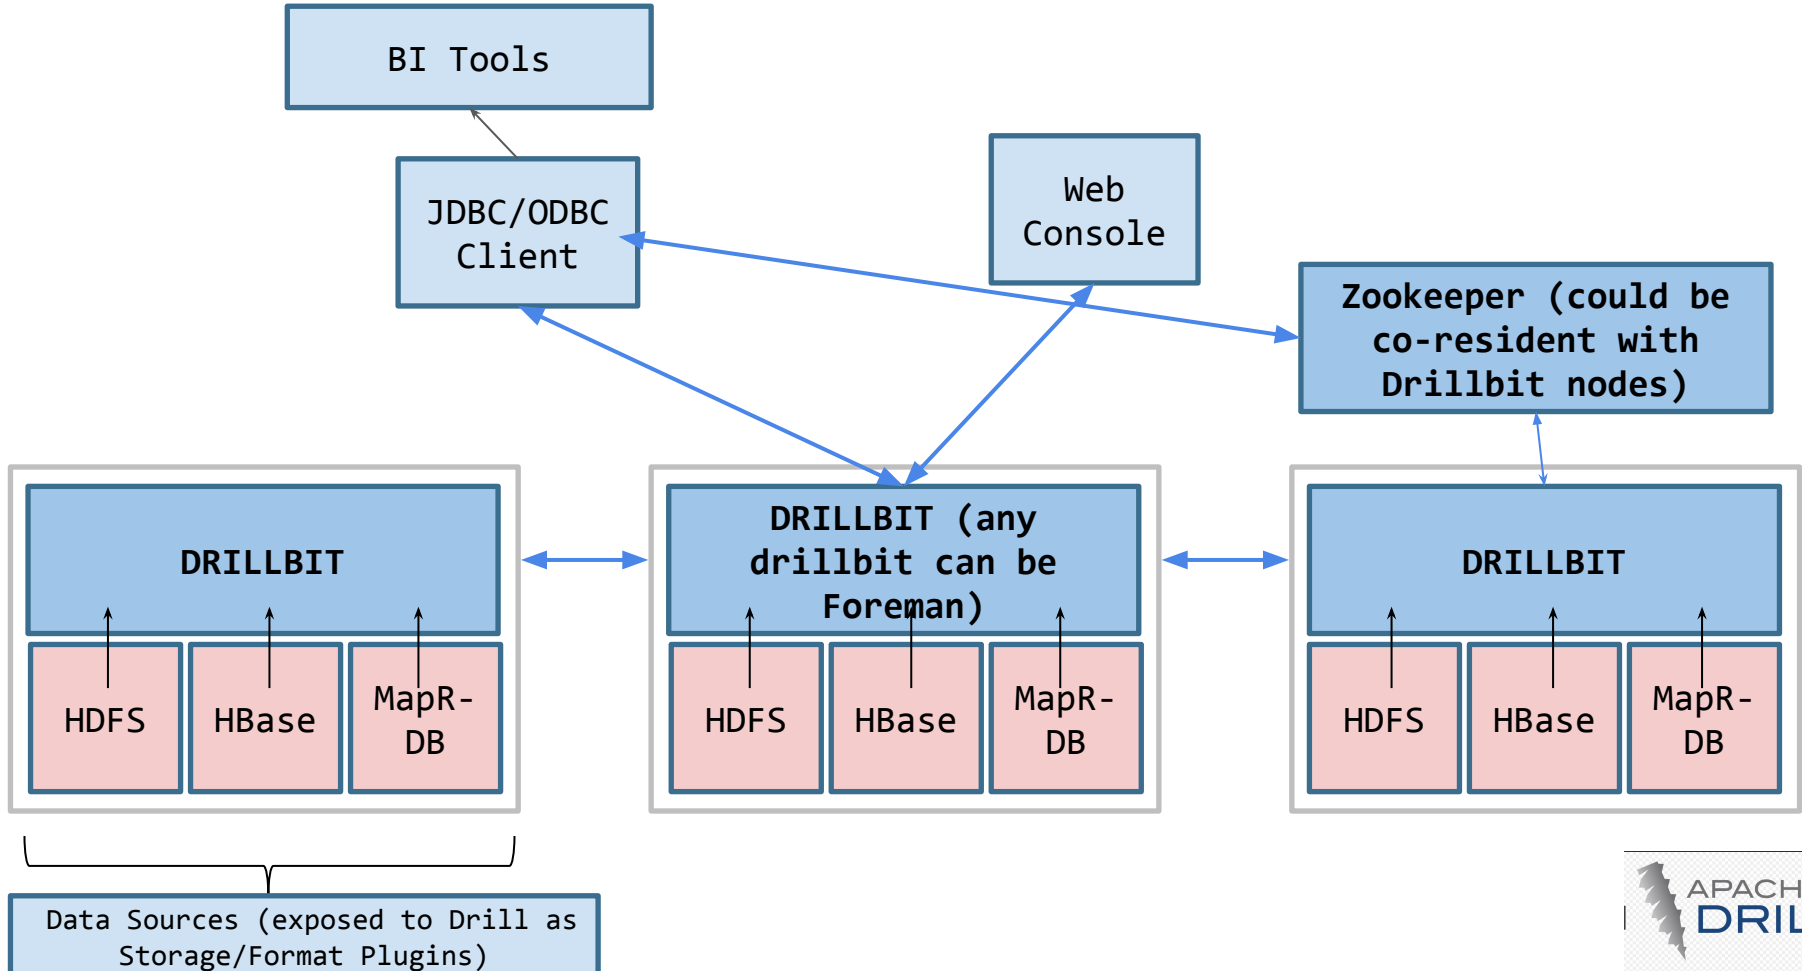 BI Tools
JDBC/ODBC
Client
Web
Console
Zookeeper (could be
co-resident with
Drillbit nodes)
DRILLBIT
HDFS
HBase
MapR-
DB
DRILLBIT (any
drillbit can be
Foreman)
HDFS
HBase
MapR-
DB
DRILLBIT
HDFS
HBase
MapR-
DB
Data Sources (exposed to Drill as
Storage/Format Plugins)
APACH
DRIL